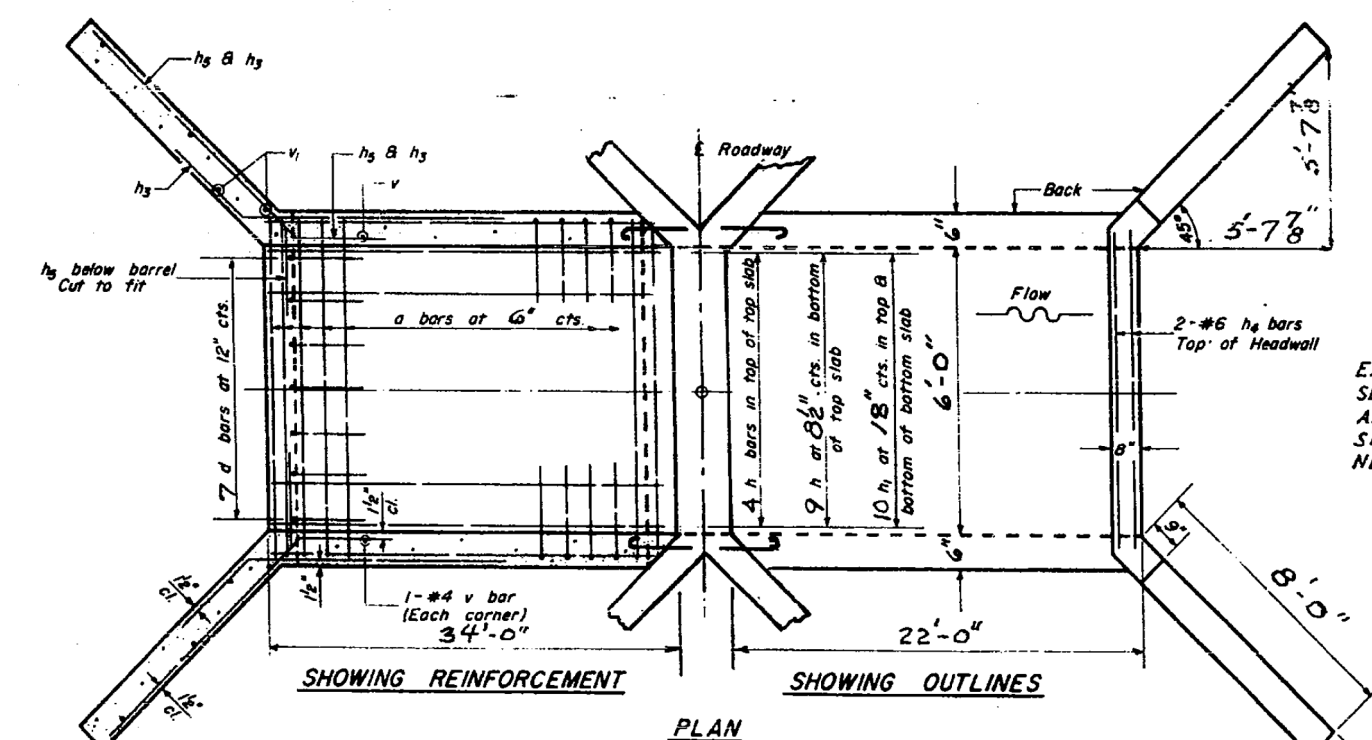 h5 & h3
v1
h5 & h3
v
h3
h5 below barrel
Cut to fit
7 d bars at 12" cts.
a bars at 6" cts.
1½" cl.
1½"
1½" cl.
1½" cl.
1-#4 v bar
(Each corner)
34'-0"
SHOWING REINFORCEMENT
℄ Roadway
Back
6"
4 h bars in top of top slab
9 h at 8½" cts. in bottom
of top slab
10 h1 at 18" cts. in top &
bottom of bottom slab
6'-0"
6"
Flow
45°
5'-7 7/8"
5'-7 7/8"
2-#6 h4 bars
Top of Headwall
8"
9"
8'-0"
22'-0"
SHOWING OUTLINES
PLAN